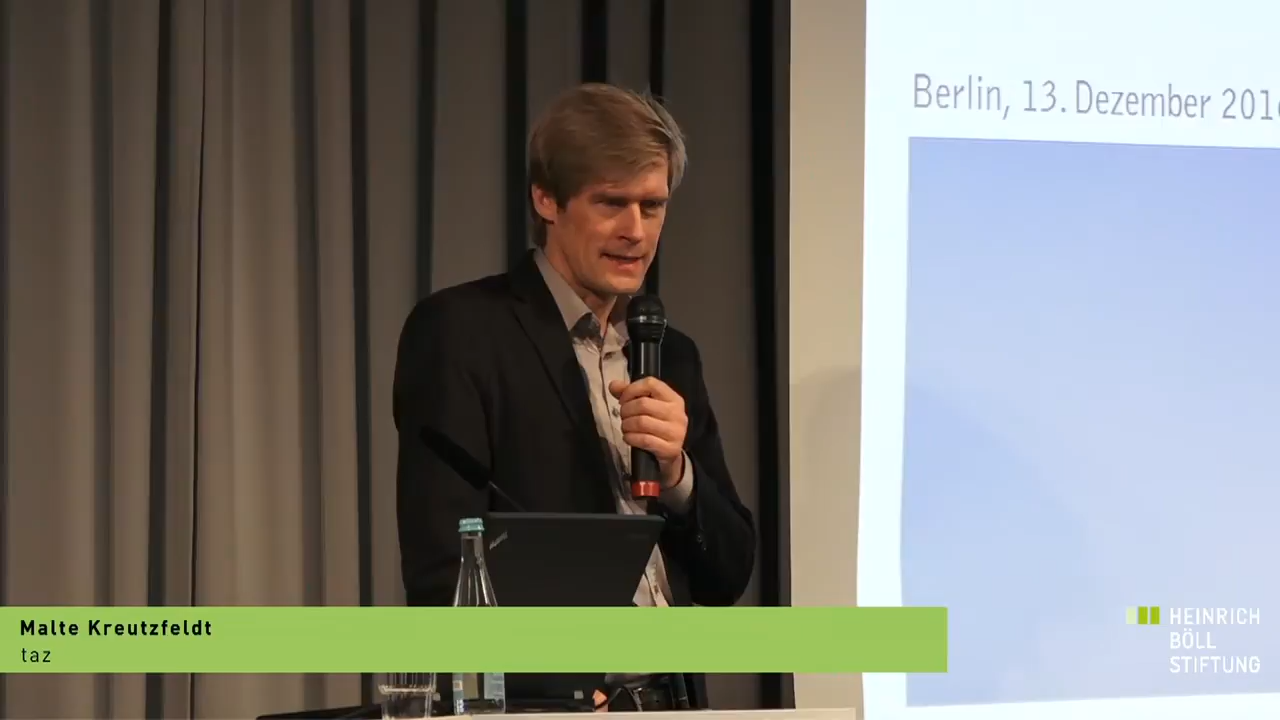 Berlin, 13. Dezember 201
Malte Kreutzfeldt
taz
HEINRICH
BÖLL
STIFTUNG